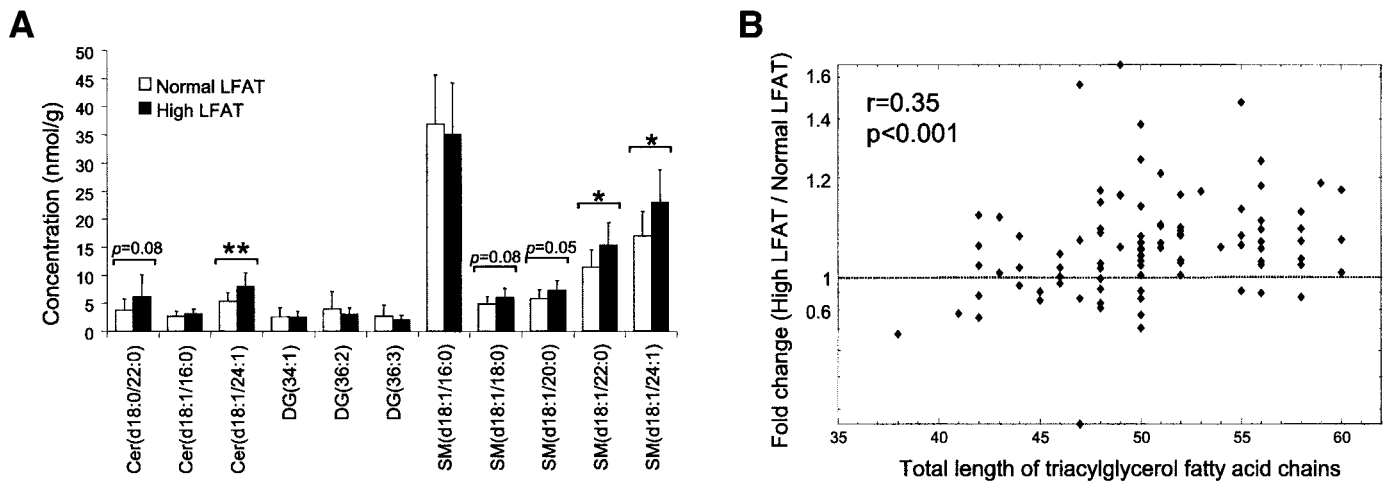 A
50
45
40
35
30
25
20
15
10
5
0
Concentration (nmol/g)
Normal LFAT
High LFAT
p=0.08
**
p=0.08
p=0.05
*
*
Cer(d18:0/22:0)
Cer(d18:1/16:0)
Cer(d18:1/24:1)
DG(34:1)
DG(36:2)
DG(36:3)
SM(d18:1/16:0)
SM(d18:1/18:0)
SM(d18:1/20:0)
SM(d18:1/22:0)
SM(d18:1/24:1)
B
Fold change (High LFAT / Normal LFAT)
1.6
1.4
1.2
1
0.6
r=0.35
p<0.001
35 40 45 50 55 60
Total length of triacylglycerol fatty acid chains